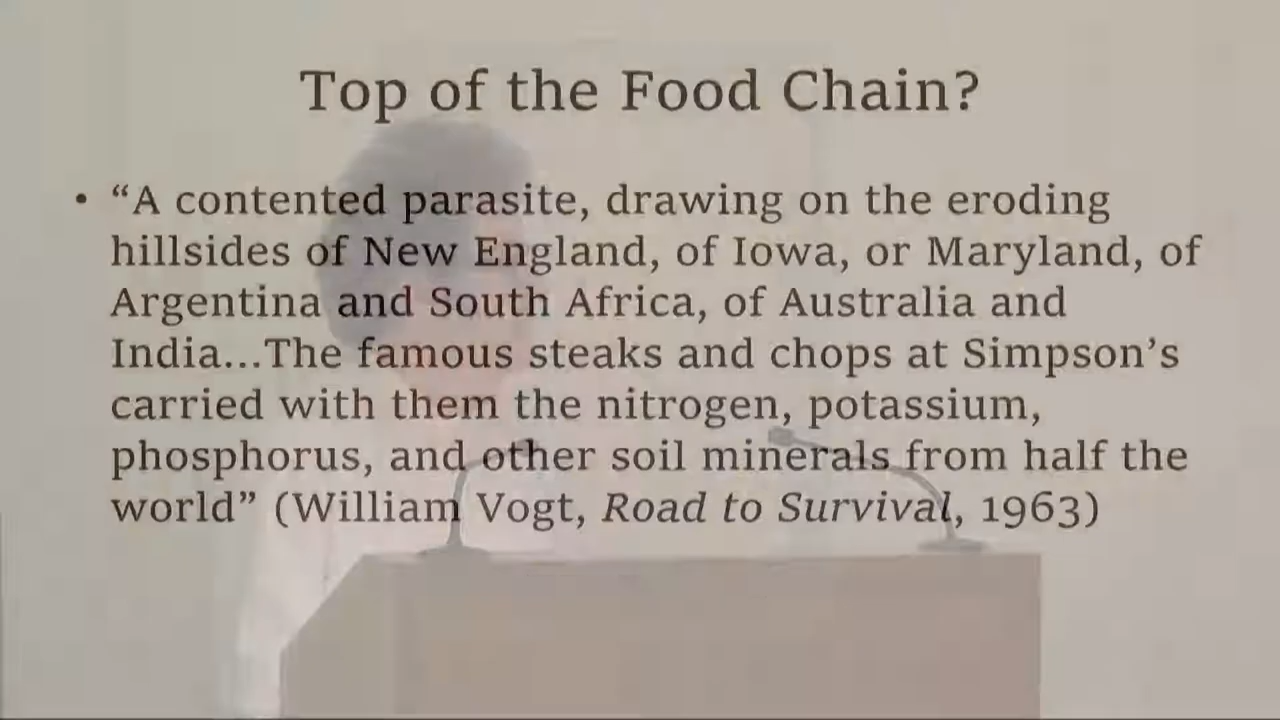 Top of the Food Chain?
• “A contented parasite, drawing on the eroding
hillsides of New England, of Iowa, or Maryland, of
Argentina and South Africa, of Australia and
India...The famous steaks and chops at Simpson’s
carried with them the nitrogen, potassium,
phosphorus, and other soil minerals from half the
world” (William Vogt, Road to Survival, 1963)